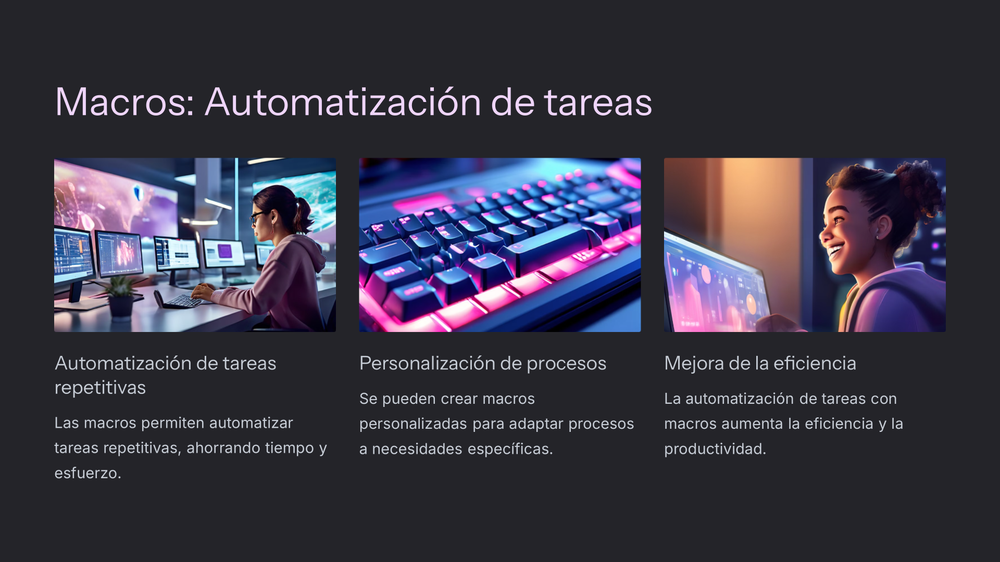 Macros: Automatización de tareas
Automatización de tareas
repetitivas
Las macros permiten automatizar
tareas repetitivas, ahorrando tiempo y
esfuerzo.
Personalización de procesos
Se pueden crear macros
personalizadas para adaptar procesos
a necesidades específicas.
Mejora de la eficiencia
La automatización de tareas con
macros aumenta la eficiencia y la
productividad.